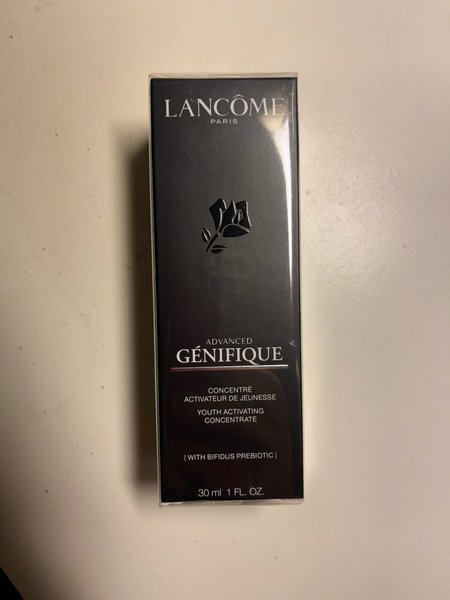 LANCÔME
PARIS
ADVANCED
GÉNIFIQUE
CONCENTRÉ
ACTIVATEUR DE JEUNESSE
YOUTH ACTIVATING
CONCENTRATE
| WITH BIFIDUS PREBIOTIC |
30 ml 1 FL. OZ.